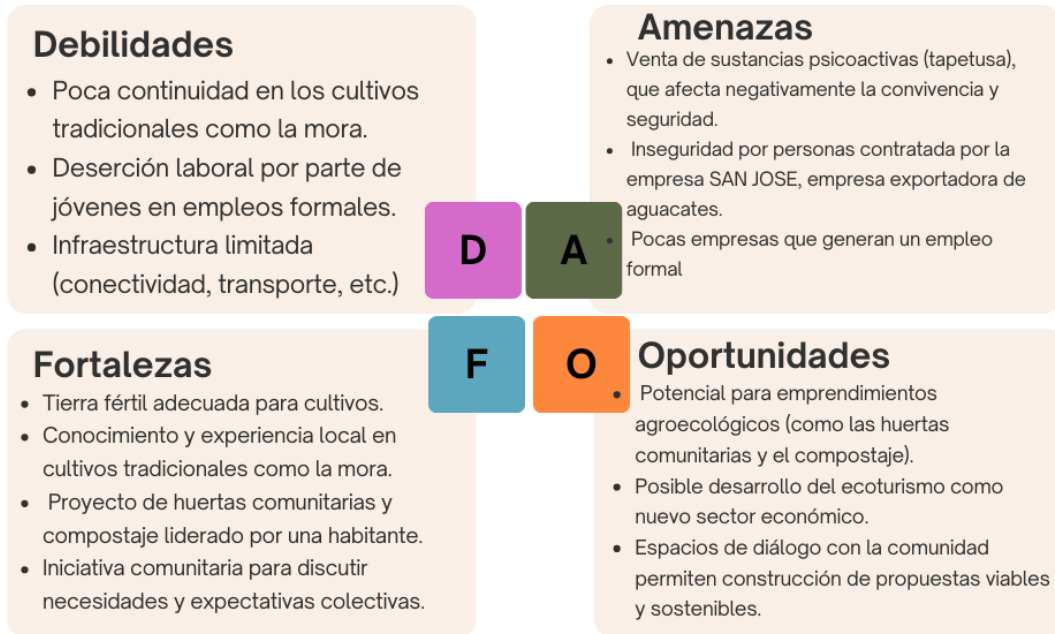 Debilidades
• Poca continuidad en los cultivos
tradicionales como la mora.
• Deserción laboral por parte de
jóvenes en empleos formales.
• Infraestructura limitada
(conectividad, transporte, etc.)
Amenazas
• Venta de sustancias psicoactivas (tapetusa),
que afecta negativamente la convivencia y
seguridad.
• Inseguridad por personas contratada por la
empresa SAN JOSE, empresa exportadora de
aguacates.
• Pocas empresas que generan un empleo
formal
D
A
F
O
Fortalezas
• Tierra fértil adecuada para cultivos.
• Conocimiento y experiencia local en
cultivos tradicionales como la mora.
• Proyecto de huertas comunitarias y
compostaje liderado por una habitante.
• Iniciativa comunitaria para discutir
necesidades y expectativas colectivas.
Oportunidades
• Potencial para emprendimientos
agroecológicos (como las huertas
comunitarias y el compostaje).
• Posible desarrollo del ecoturismo como
nuevo sector económico.
• Espacios de diálogo con la comunidad
permiten construcción de propuestas viables
y sostenibles.